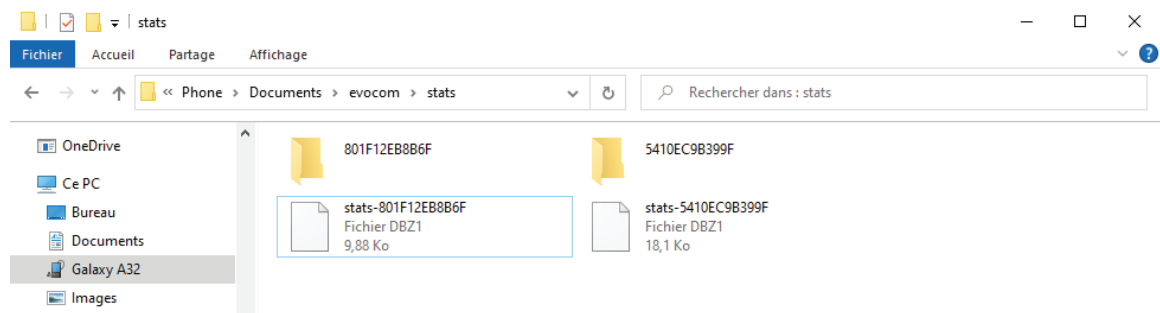 stats
Fichier Accueil Partage Affichage
« Phone > Documents > evocom > stats
Rechercher dans : stats
OneDrive
Ce PC
Bureau
Documents
Galaxy A32
Images
801F12EB8B6F
5410EC9B399F
stats-801F12EB8B6F
Fichier DBZ1
9,88 Ko
stats-5410EC9B399F
Fichier DBZ1
18,1 Ko